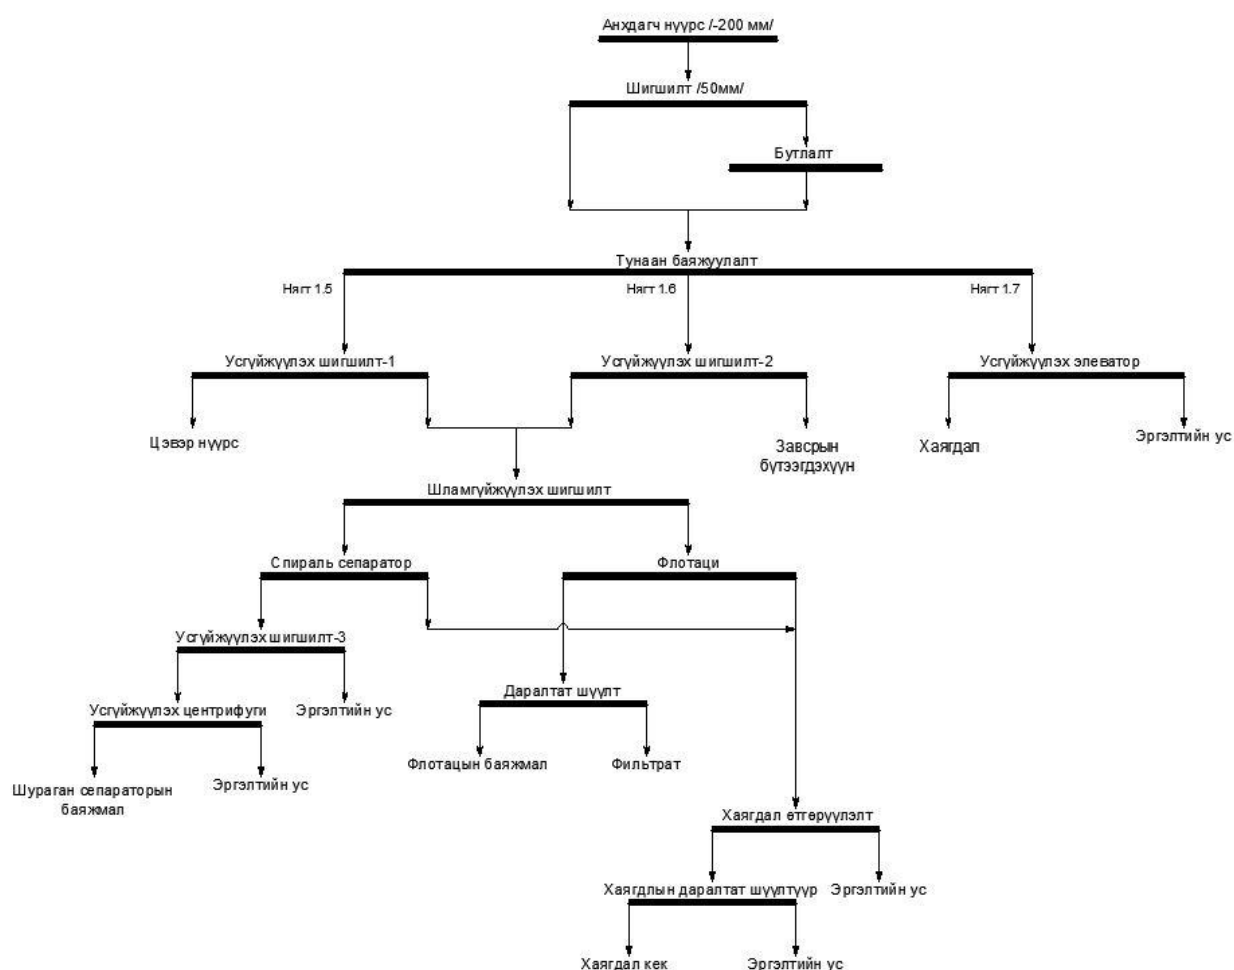 Анхдагч нүүрс /-200 мм/
Шигшилт /50мм/
Бутлалт
Тунаан баяжуулалт
Нягт 1.5
Нягт 1.6
Нягт 1.7
Усгүйжүүлэх шигшилт-1
Усгүйжүүлэх шигшилт-2
Усгүйжүүлэх элеватор
Цэвэр нүүрс
Завсрын
бүтээгдэхүүн
Хаягдал
Эргэлтийн ус
Шламгүйжүүлэх шигшилт
Спираль сепаратор
Флотаци
Усгүйжүүлэх шигшилт-3
Даралтат шүүлт
Усгүйжүүлэх центрифуги
Эргэлтийн ус
Флотацын баяжмал
Фильтрат
Шураган сепараторын
баяжмал
Эргэлтийн ус
Хаягдал өтгөрүүлэлт
Хаягдлын даралтат шүүлтүүр
Эргэлтийн ус
Хаягдал кек
Эргэлтийн ус